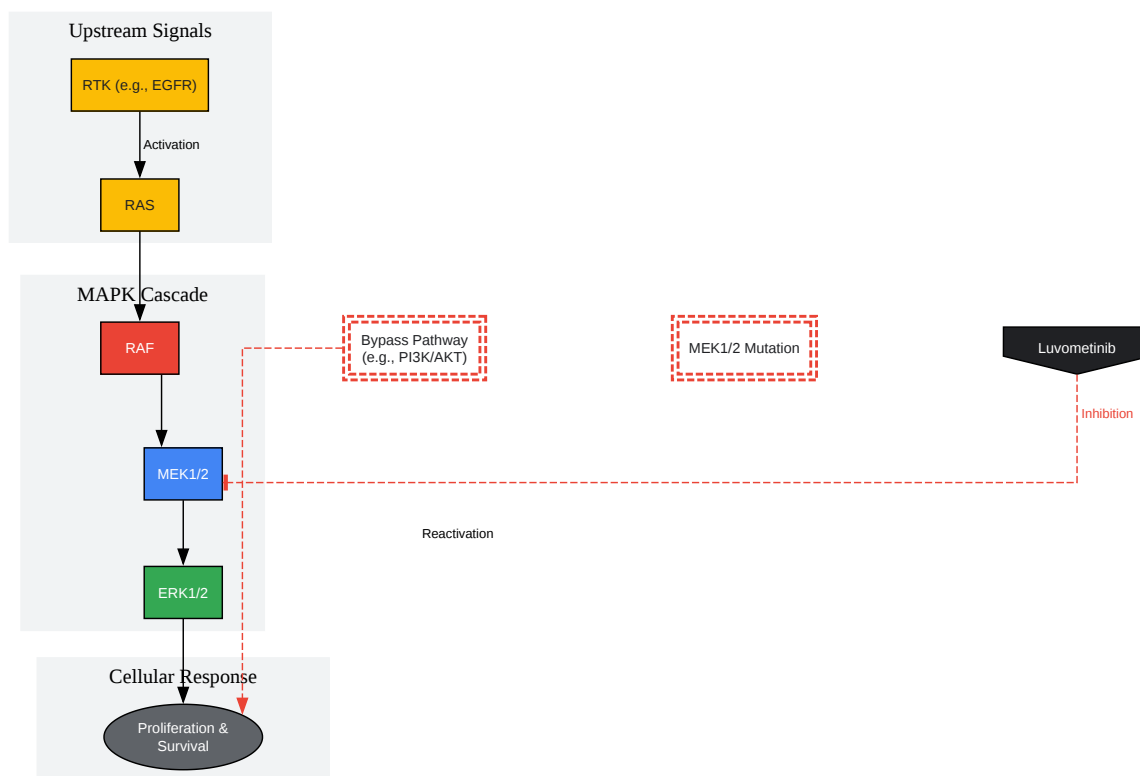 Upstream Signals
RTK (e.g., EGFR)
Activation
RAS
MAPK Cascade
RAF
Bypass Pathway
(e.g., PI3K/AKT)
MEK1/2 Mutation
Luvometinib
Inhibition
MEK1/2
Reactivation
ERK1/2
Cellular Response
Proliferation &
Survival